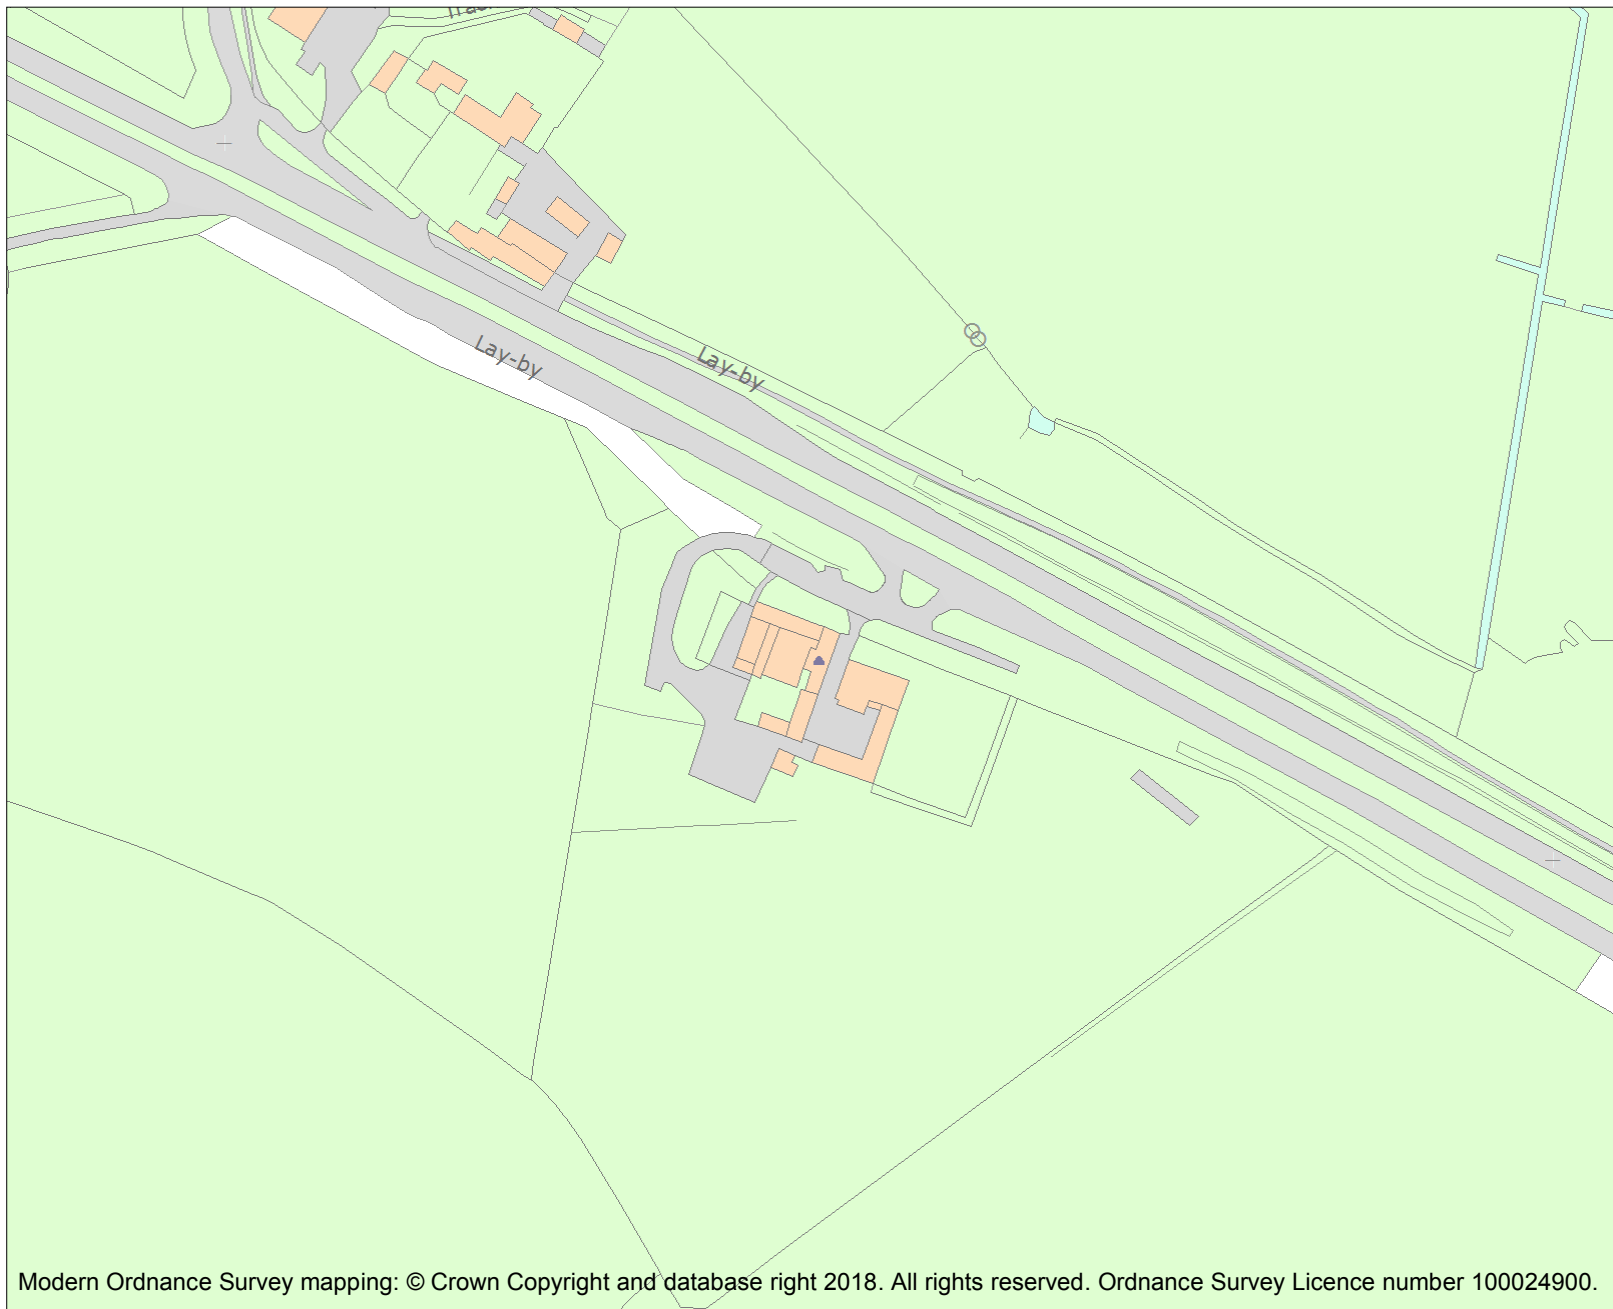 Lay-by
Lay-by
Modern Ordnance Survey mapping: © Crown Copyright and database right 2018. All rights reserved. Ordnance Survey Licence number 100024900.